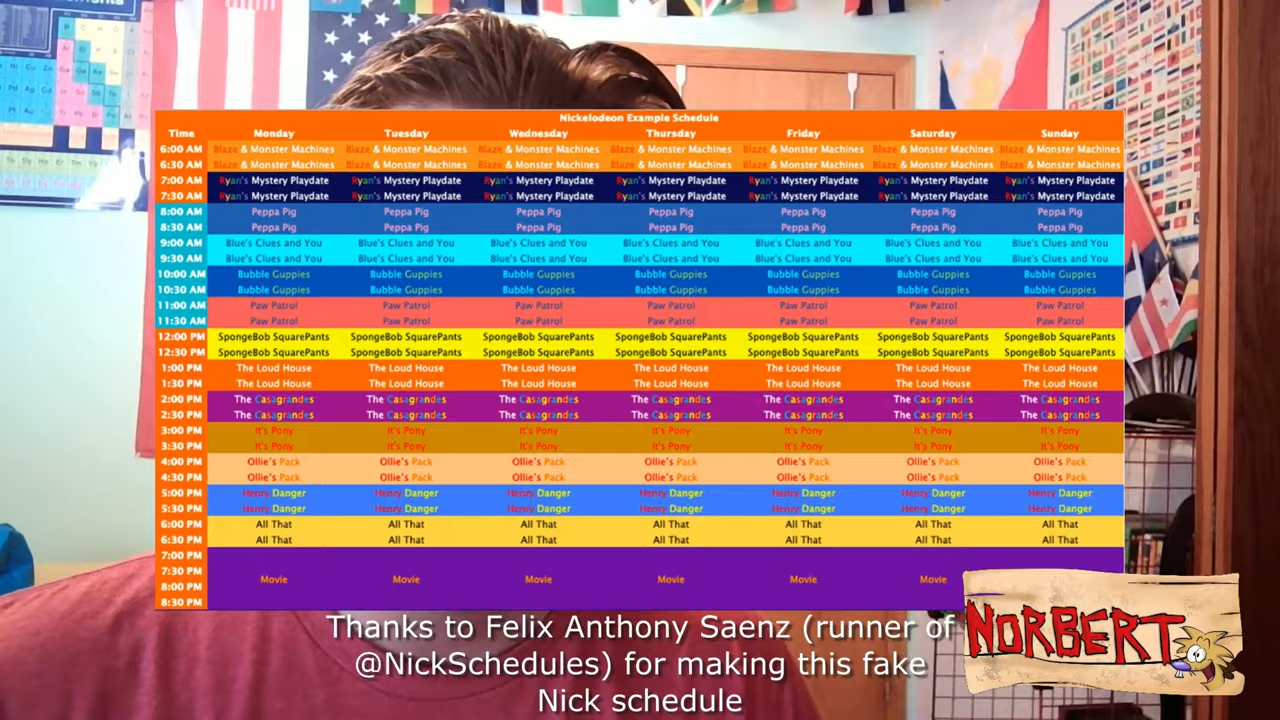 Nickelodeon Example Schedule
Time Monday Tuesday Wednesday Thursday Friday Saturday Sunday
6:00 AM Blaze & Monster Machines Blaze & Monster Machines Blaze & Monster Machines Blaze & Monster Machines Blaze & Monster Machines Blaze & Monster Machines Blaze & Monster Machines
6:30 AM Blaze & Monster Machines Blaze & Monster Machines Blaze & Monster Machines Blaze & Monster Machines Blaze & Monster Machines Blaze & Monster Machines Blaze & Monster Machines
7:00 AM Ryan's Mystery Playdate Ryan's Mystery Playdate Ryan's Mystery Playdate Ryan's Mystery Playdate Ryan's Mystery Playdate Ryan's Mystery Playdate Ryan's Mystery Playdate
7:30 AM Ryan's Mystery Playdate Ryan's Mystery Playdate Ryan's Mystery Playdate Ryan's Mystery Playdate Ryan's Mystery Playdate Ryan's Mystery Playdate Ryan's Mystery Playdate
8:00 AM Peppa Pig Peppa Pig Peppa Pig Peppa Pig Peppa Pig Peppa Pig Peppa Pig
8:30 AM Peppa Pig Peppa Pig Peppa Pig Peppa Pig Peppa Pig Peppa Pig Peppa Pig
9:00 AM Blue's Clues and You Blue's Clues and You Blue's Clues and You Blue's Clues and You Blue's Clues and You Blue's Clues and You Blue's Clues and You
9:30 AM Blue's Clues and You Blue's Clues and You Blue's Clues and You Blue's Clues and You Blue's Clues and You Blue's Clues and You Blue's Clues and You
10:00 AM Bubble Guppies Bubble Guppies Bubble Guppies Bubble Guppies Bubble Guppies Bubble Guppies Bubble Guppies
10:30 AM Bubble Guppies Bubble Guppies Bubble Guppies Bubble Guppies Bubble Guppies Bubble Guppies Bubble Guppies
11:00 AM Paw Patrol Paw Patrol Paw Patrol Paw Patrol Paw Patrol Paw Patrol Paw Patrol
11:30 AM Paw Patrol Paw Patrol Paw Patrol Paw Patrol Paw Patrol Paw Patrol Paw Patrol
12:00 PM SpongeBob SquarePants SpongeBob SquarePants SpongeBob SquarePants SpongeBob SquarePants SpongeBob SquarePants SpongeBob SquarePants SpongeBob SquarePants
12:30 PM SpongeBob SquarePants SpongeBob SquarePants SpongeBob SquarePants SpongeBob SquarePants SpongeBob SquarePants SpongeBob SquarePants SpongeBob SquarePants
1:00 PM The Loud House The Loud House The Loud House The Loud House The Loud House The Loud House The Loud House
1:30 PM The Loud House The Loud House The Loud House The Loud House The Loud House The Loud House The Loud House
2:00 PM The Casagrandes The Casagrandes The Casagrandes The Casagrandes The Casagrandes The Casagrandes The Casagrandes
2:30 PM The Casagrandes The Casagrandes The Casagrandes The Casagrandes The Casagrandes The Casagrandes The Casagrandes
3:00 PM It's Pony It's Pony It's Pony It's Pony It's Pony It's Pony It's Pony
3:30 PM It's Pony It's Pony It's Pony It's Pony It's Pony It's Pony It's Pony
4:00 PM Ollie's Pack Ollie's Pack Ollie's Pack Ollie's Pack Ollie's Pack Ollie's Pack Ollie's Pack
4:30 PM Ollie's Pack Ollie's Pack Ollie's Pack Ollie's Pack Ollie's Pack Ollie's Pack Ollie's Pack
5:00 PM Henry Danger Henry Danger Henry Danger Henry Danger Henry Danger Henry Danger Henry Danger
5:30 PM Henry Danger Henry Danger Henry Danger Henry Danger Henry Danger Henry Danger Henry Danger
6:00 PM All That All That All That All That All That All That All That
6:30 PM All That All That All That All That All That All That All That
7:00 PM
7:30 PM
Movie Movie Movie Movie Movie Movie
8:00 PM
8:30 PM
Thanks to Felix Anthony Saenz (runner of
@NickSchedules) for making this fake
Nick schedule
NORBERT